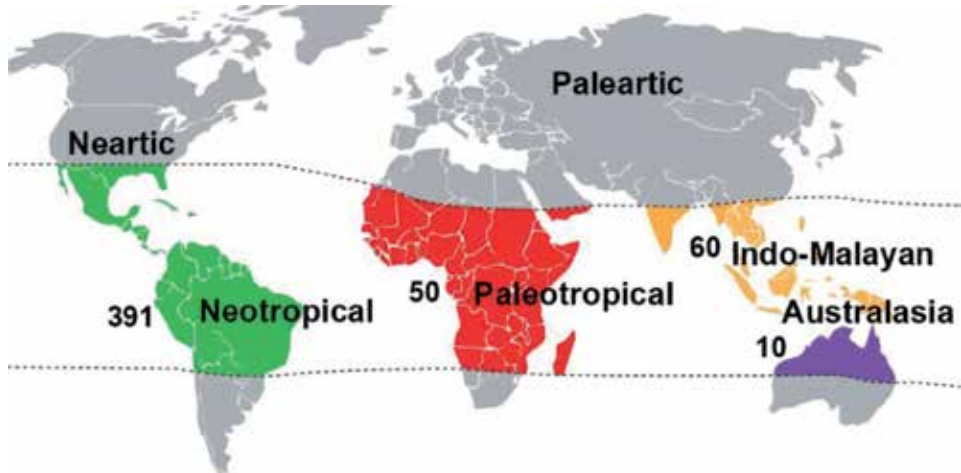 Paleartic
Neartic
60 Indo-Malayan
50 Paleotropical
391 Neotropical
Australasia
10